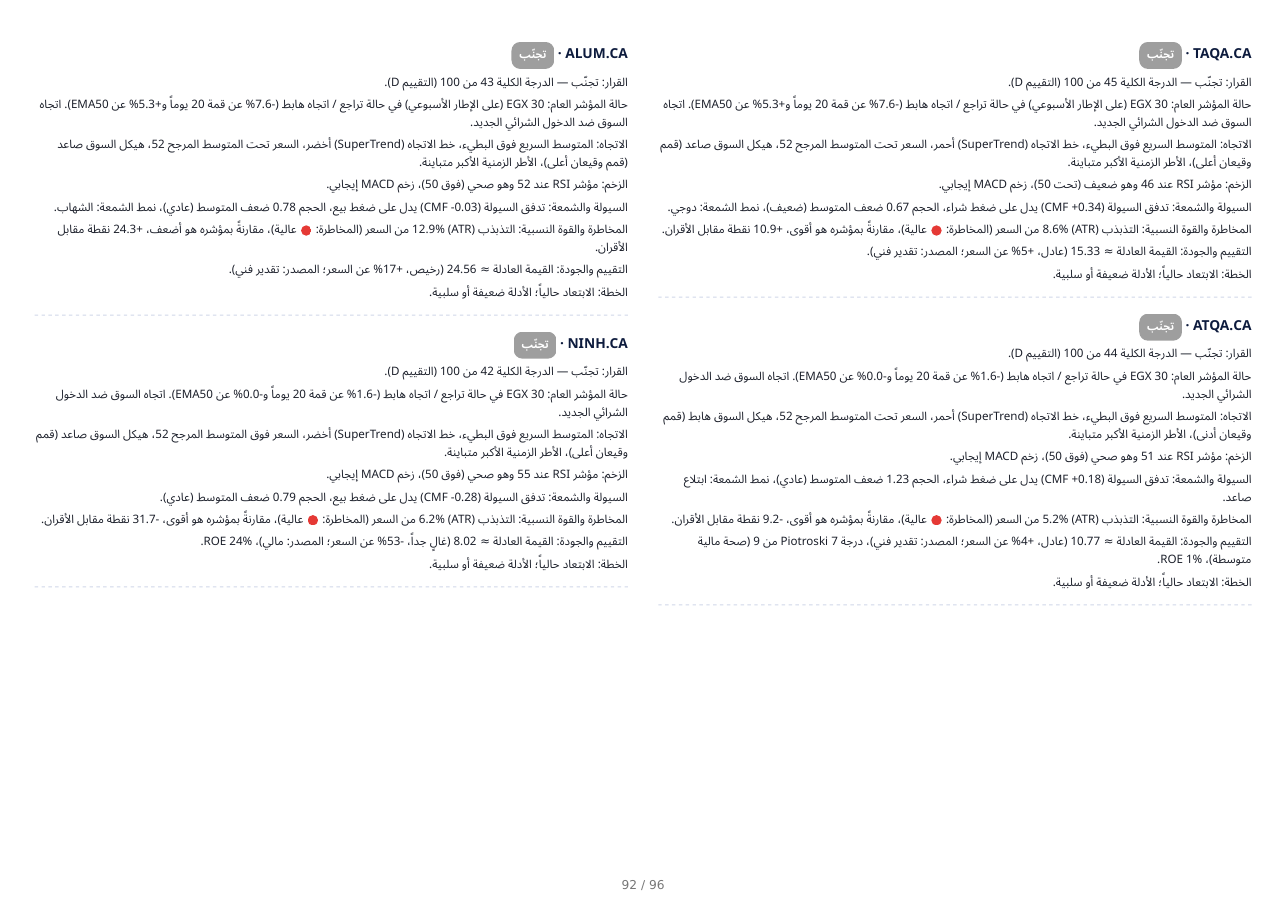 TAQA.CA · تجنّب
القرار: تجنّب — الدرجة الكلية 45 من 100 (التقييم D).
حالة المؤشر العام: EGX 30 (على الإطار الأسبوعي) في حالة تراجع / اتجاه هابط (-7.6% عن قمة 20 يوماً و+5.3% عن EMA50). اتجاه
السوق ضد الدخول الشرائي الجديد.
الاتجاه: المتوسط السريع فوق البطيء، خط الاتجاه (SuperTrend) أحمر، السعر تحت المتوسط المرجح 52، هيكل السوق صاعد (قمم
وقيعان أعلى)، الأطر الزمنية الأكبر متباينة.
الزخم: مؤشر RSI عند 46 وهو ضعيف (تحت 50)، زخم MACD إيجابي.
السيولة والشمعة: تدفق السيولة (CMF +0.34) يدل على ضغط شراء، الحجم 0.67 ضعف المتوسط (ضعيف)، نمط الشمعة: دوجي.
المخاطرة والقوة النسبية: التذبذب (ATR) 8.6% من السعر (المخاطرة: 🔴 عالية)، مقارنةً بمؤشره هو أقوى، +10.9 نقطة مقابل الأقران.
التقييم والجودة: القيمة العادلة ≈ 15.33 (عادل، +5% عن السعر؛ المصدر: تقدير فني).
الخطة: الابتعاد حالياً؛ الأدلة ضعيفة أو سلبية.
ATQA.CA · تجنّب
القرار: تجنّب — الدرجة الكلية 44 من 100 (التقييم D).
حالة المؤشر العام: EGX 30 في حالة تراجع / اتجاه هابط (-1.6% عن قمة 20 يوماً و-0.0% عن EMA50). اتجاه السوق ضد الدخول
الشرائي الجديد.
الاتجاه: المتوسط السريع فوق البطيء، خط الاتجاه (SuperTrend) أحمر، السعر تحت المتوسط المرجح 52، هيكل السوق هابط (قمم
وقيعان أدنى)، الأطر الزمنية الأكبر متباينة.
الزخم: مؤشر RSI عند 51 وهو صحي (فوق 50)، زخم MACD إيجابي.
السيولة والشمعة: تدفق السيولة (CMF +0.18) يدل على ضغط شراء، الحجم 1.23 ضعف المتوسط (عادي)، نمط الشمعة: ابتلاع
صاعد.
المخاطرة والقوة النسبية: التذبذب (ATR) 5.2% من السعر (المخاطرة: 🔴 عالية)، مقارنةً بمؤشره هو أقوى، -9.2 نقطة مقابل الأقران.
التقييم والجودة: القيمة العادلة ≈ 10.77 (عادل، +4% عن السعر؛ المصدر: تقدير فني)، درجة Piotroski 7 من 9 (صحة مالية
متوسطة)، ROE 1%.
الخطة: الابتعاد حالياً؛ الأدلة ضعيفة أو سلبية.
ALUM.CA · تجنّب
القرار: تجنّب — الدرجة الكلية 43 من 100 (التقييم D).
حالة المؤشر العام: EGX 30 (على الإطار الأسبوعي) في حالة تراجع / اتجاه هابط (-7.6% عن قمة 20 يوماً و+5.3% عن EMA50). اتجاه
السوق ضد الدخول الشرائي الجديد.
الاتجاه: المتوسط السريع فوق البطيء، خط الاتجاه (SuperTrend) أخضر، السعر تحت المتوسط المرجح 52، هيكل السوق صاعد
(قمم وقيعان أعلى)، الأطر الزمنية الأكبر متباينة.
الزخم: مؤشر RSI عند 52 وهو صحي (فوق 50)، زخم MACD إيجابي.
السيولة والشمعة: تدفق السيولة (CMF -0.03) يدل على ضغط بيع، الحجم 0.78 ضعف المتوسط (عادي)، نمط الشمعة: الشهاب.
المخاطرة والقوة النسبية: التذبذب (ATR) 12.9% من السعر (المخاطرة: 🔴 عالية)، مقارنةً بمؤشره هو أضعف، +24.3 نقطة مقابل
الأقران.
التقييم والجودة: القيمة العادلة ≈ 24.56 (رخيص، +17% عن السعر؛ المصدر: تقدير فني).
الخطة: الابتعاد حالياً؛ الأدلة ضعيفة أو سلبية.
NINH.CA · تجنّب
القرار: تجنّب — الدرجة الكلية 42 من 100 (التقييم D).
حالة المؤشر العام: EGX 30 في حالة تراجع / اتجاه هابط (-1.6% عن قمة 20 يوماً و-0.0% عن EMA50). اتجاه السوق ضد الدخول
الشرائي الجديد.
الاتجاه: المتوسط السريع فوق البطيء، خط الاتجاه (SuperTrend) أخضر، السعر فوق المتوسط المرجح 52، هيكل السوق صاعد (قمم
وقيعان أعلى)، الأطر الزمنية الأكبر متباينة.
الزخم: مؤشر RSI عند 55 وهو صحي (فوق 50)، زخم MACD إيجابي.
السيولة والشمعة: تدفق السيولة (CMF -0.28) يدل على ضغط بيع، الحجم 0.79 ضعف المتوسط (عادي).
المخاطرة والقوة النسبية: التذبذب (ATR) 6.2% من السعر (المخاطرة: 🔴 عالية)، مقارنةً بمؤشره هو أقوى، -31.7 نقطة مقابل الأقران.
التقييم والجودة: القيمة العادلة ≈ 8.02 (غالٍ جداً، -53% عن السعر؛ المصدر: مالي)، ROE 24%.
الخطة: الابتعاد حالياً؛ الأدلة ضعيفة أو سلبية.
92 / 96